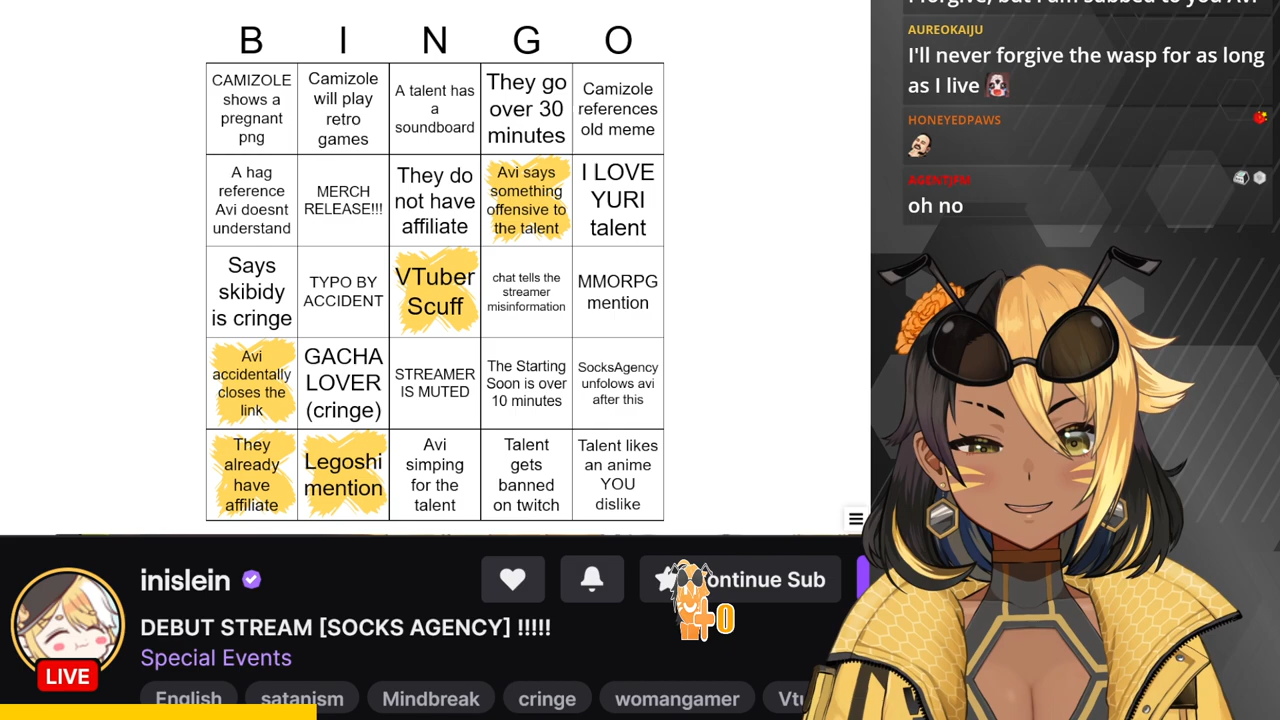 B I N G O
CAMIZOLE
shows a
pregnant
png
Camizole
will play
retro
games
A talent has
a
soundboard
They go
over 30
minutes
Camizole
references
old meme
A hag
reference
Avi doesnt
understand
MERCH
RELEASE!!!
They do
not have
affiliate
Avi says
something
offensive to
the talent
I LOVE
YURI
talent
Says
skibidy
is cringe
TYPO BY
ACCIDENT
VTuber
Scuff
chat tells the
streamer
misinformation
MMORPG
mention
Avi
accidentally
closes the
link
GACHA
LOVER
(cringe)
STREAMER
IS MUTED
The Starting
Soon is over
10 minutes
SocksAgency
unfolows avi
after this
They
already
have
affiliate
Legoshi
mention
Avi
simping
for the
talent
Talent
gets
banned
on twitch
Talent likes
an anime
YOU
dislike
AUREOKAIJU
I'll never forgive the wasp for as long
as I live
HONEYEDPAWS
AGENTJFM
oh no
inislein
ontinue Sub
40
DEBUT STREAM [SOCKS AGENCY] !!!!!
Special Events
LIVE
English satanism Mindbreak cringe womangamer Vtu